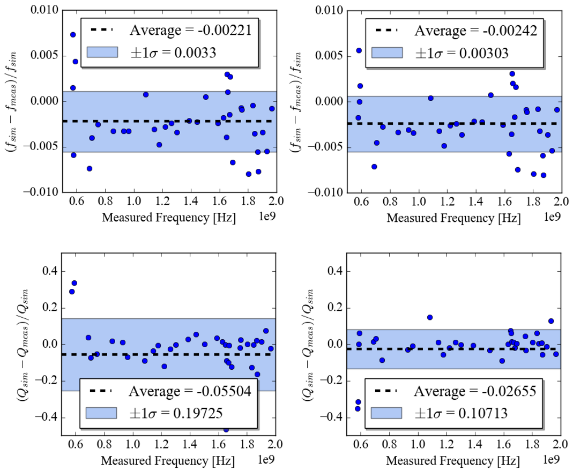 0.010
Average = -0.00221
±1σ = 0.0033
0.005
0.000
−0.005
−0.010
(f_sim − f_meas)/f_sim
0.6 0.8 1.0 1.2 1.4 1.6 1.8 2.0
Measured Frequency [Hz] 1e9
0.010
Average = -0.00242
±1σ = 0.00303
0.005
0.000
−0.005
−0.010
(f_sim − f_meas)/f_sim
0.6 0.8 1.0 1.2 1.4 1.6 1.8 2.0
Measured Frequency [Hz] 1e9
0.4
0.2
0.0
−0.2
−0.4
(Q_sim − Q_meas)/Q_sim
Average = -0.05504
±1σ = 0.19725
0.6 0.8 1.0 1.2 1.4 1.6 1.8 2.0
Measured Frequency [Hz] 1e9
0.4
0.2
0.0
−0.2
−0.4
(Q_sim − Q_meas)/Q_sim
Average = -0.02655
±1σ = 0.10713
0.6 0.8 1.0 1.2 1.4 1.6 1.8 2.0
Measured Frequency [Hz] 1e9